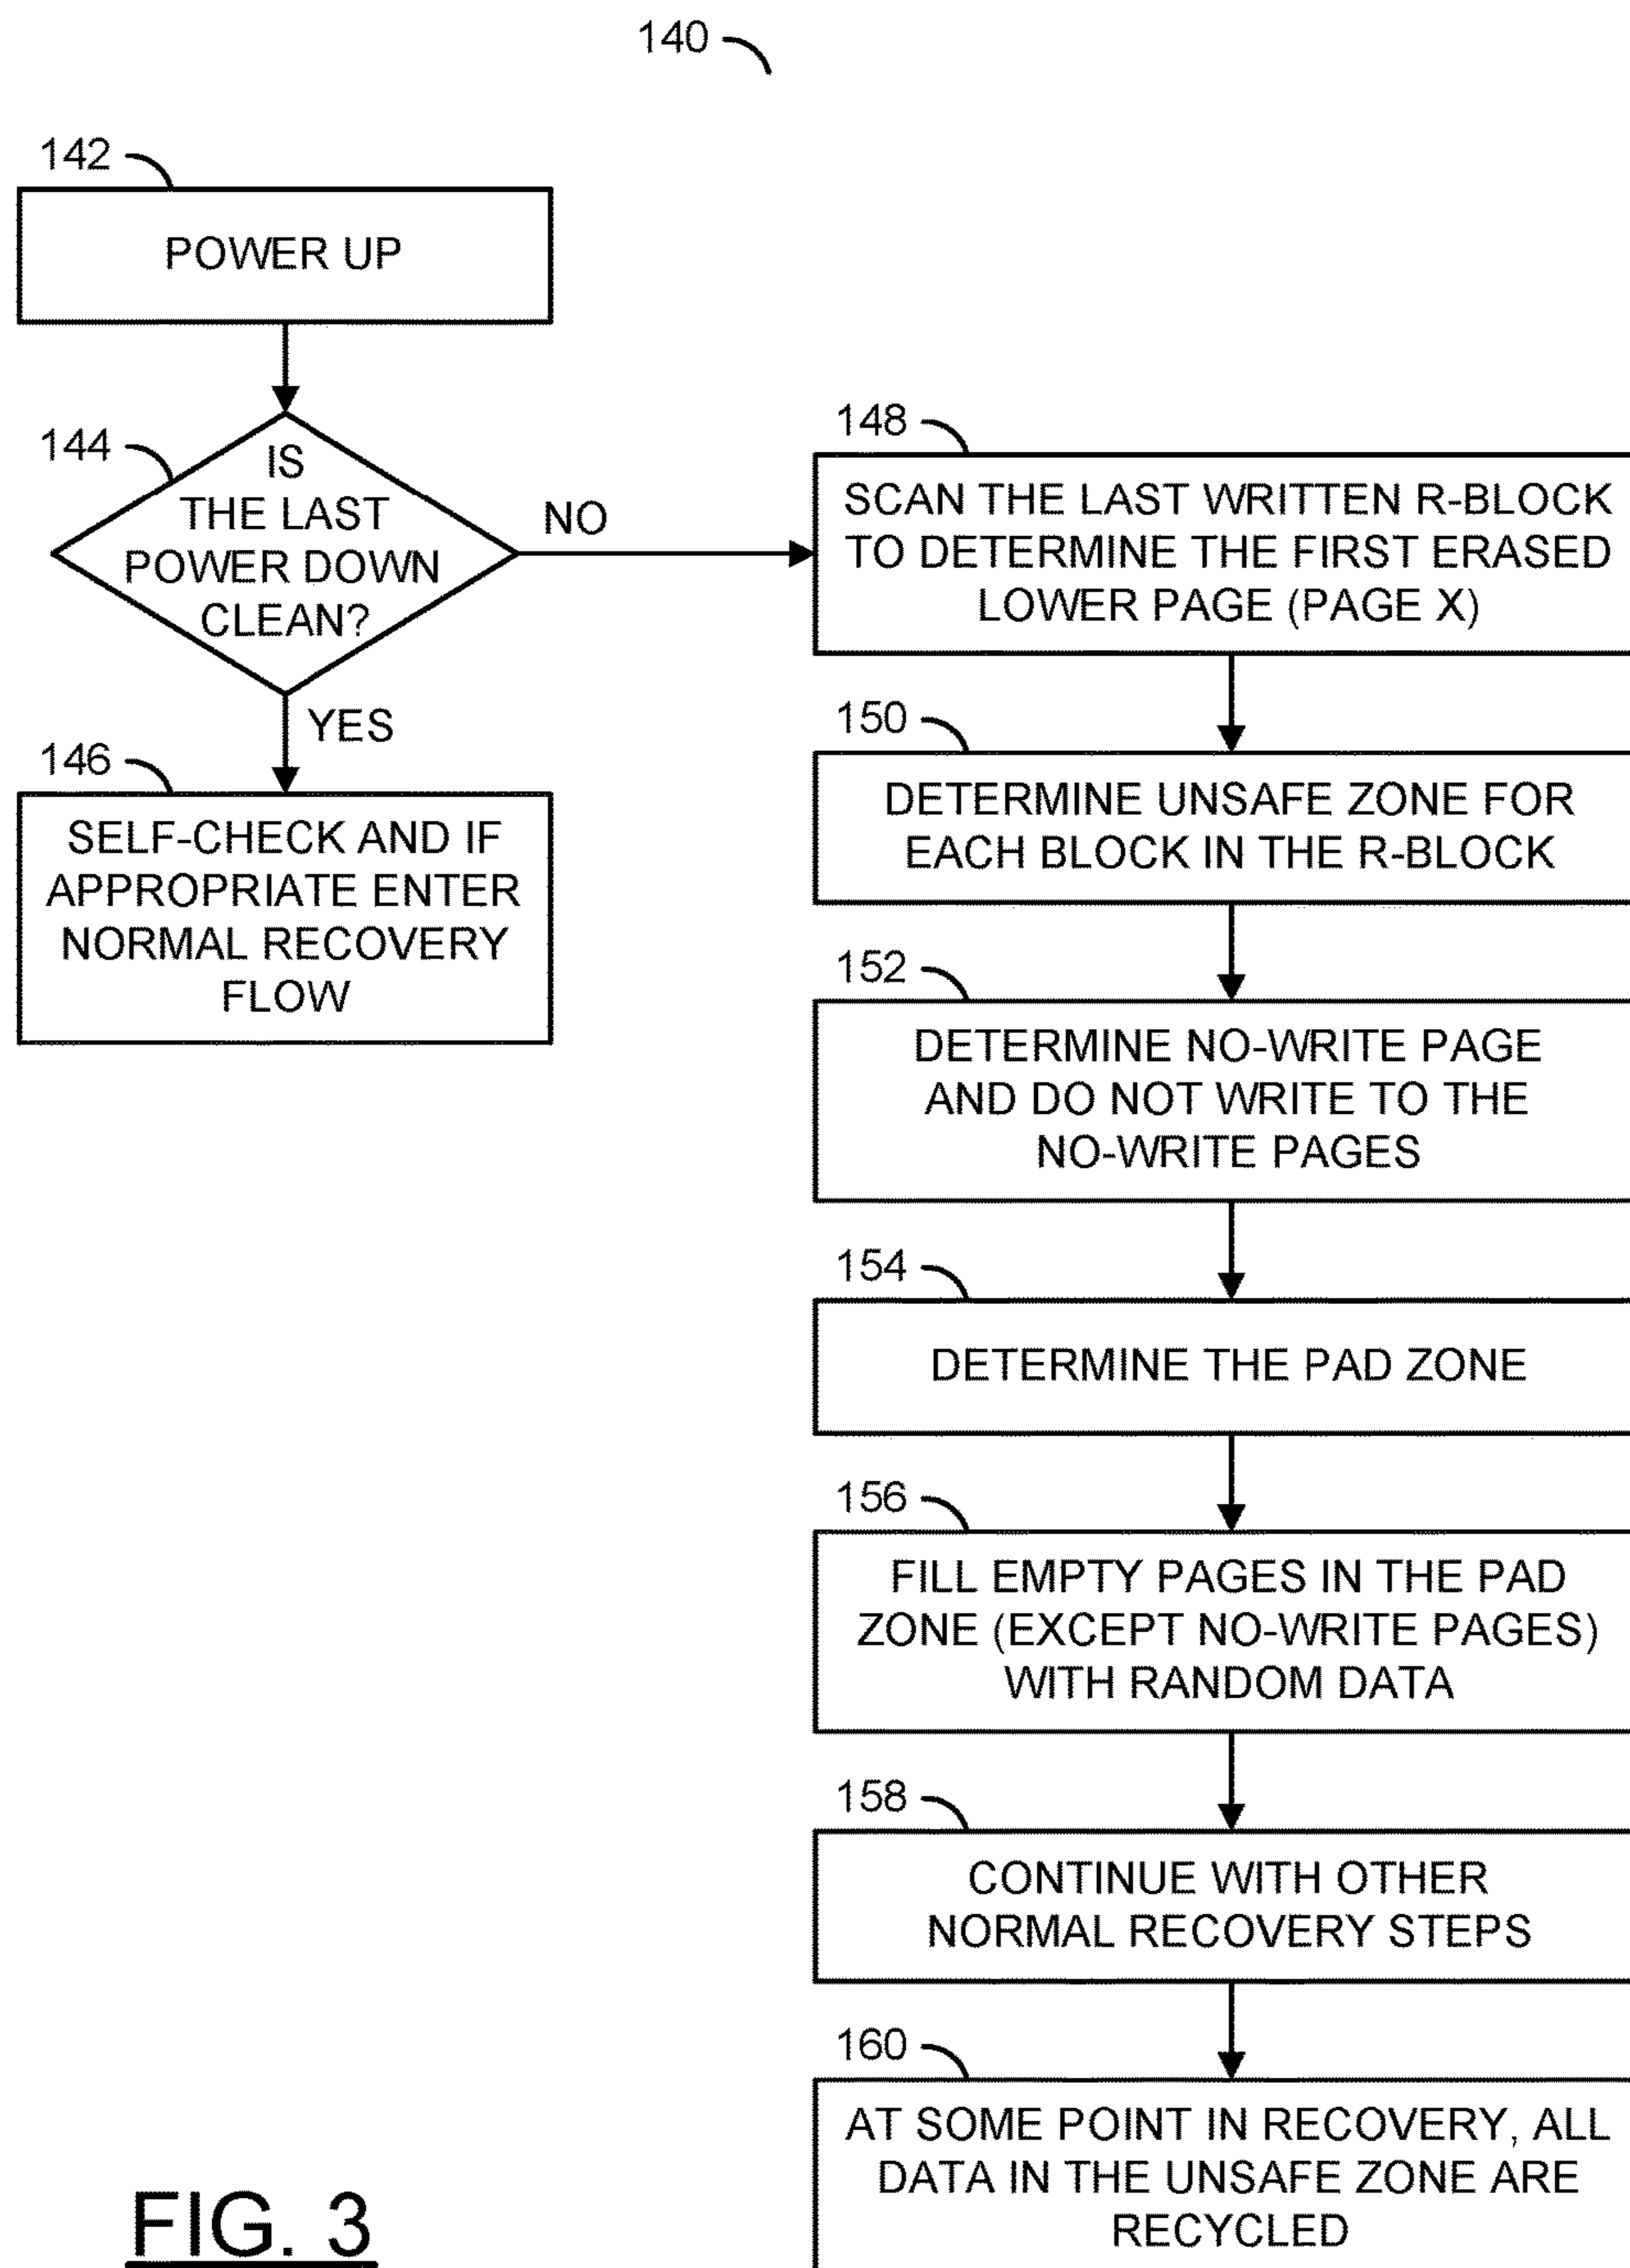 140
142
POWER UP
144
IS
THE LAST
POWER DOWN
CLEAN?
NO
YES
146
SELF-CHECK AND IF
APPROPRIATE ENTER
NORMAL RECOVERY
FLOW
148
SCAN THE LAST WRITTEN R-BLOCK
TO DETERMINE THE FIRST ERASED
LOWER PAGE (PAGE X)
150
DETERMINE UNSAFE ZONE FOR
EACH BLOCK IN THE R-BLOCK
152
DETERMINE NO-WRITE PAGE
AND DO NOT WRITE TO THE
NO-WRITE PAGES
154
DETERMINE THE PAD ZONE
156
FILL EMPTY PAGES IN THE PAD
ZONE (EXCEPT NO-WRITE PAGES)
WITH RANDOM DATA
158
CONTINUE WITH OTHER
NORMAL RECOVERY STEPS
160
AT SOME POINT IN RECOVERY, ALL
DATA IN THE UNSAFE ZONE ARE
RECYCLED
FIG. 3